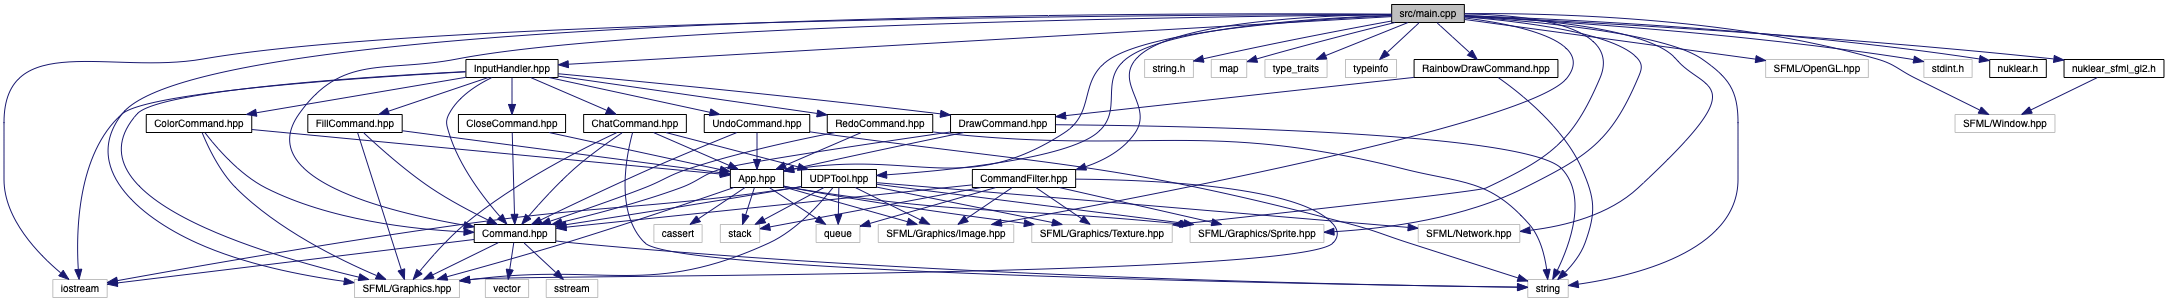 src/main.cpp
InputHandler.hpp
string.h
map
type_traits
typeinfo
RainbowDrawCommand.hpp
SFML/OpenGL.hpp
stdint.h
nuklear.h
nuklear_sfml_gl2.h
ColorCommand.hpp
FillCommand.hpp
CloseCommand.hpp
ChatCommand.hpp
UndoCommand.hpp
RedoCommand.hpp
DrawCommand.hpp
SFML/Window.hpp
App.hpp
UDPTool.hpp
CommandFilter.hpp
Command.hpp
cassert
stack
queue
SFML/Graphics/Image.hpp
SFML/Graphics/Texture.hpp
SFML/Graphics/Sprite.hpp
SFML/Network.hpp
iostream
SFML/Graphics.hpp
vector
sstream
string